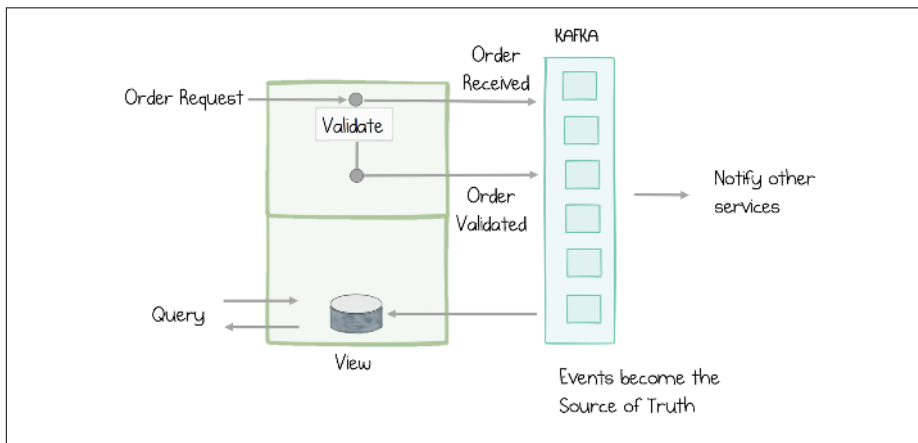 KAFKA
Order
Received
Order Request
Validate
Order
Validated
Notify other
services
Query
View
Events become the
Source of Truth